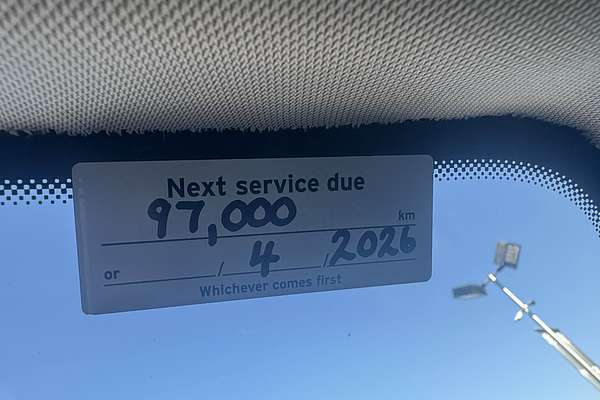 Next service due
97,000 km
or / 4 / 2026
Whichever comes first